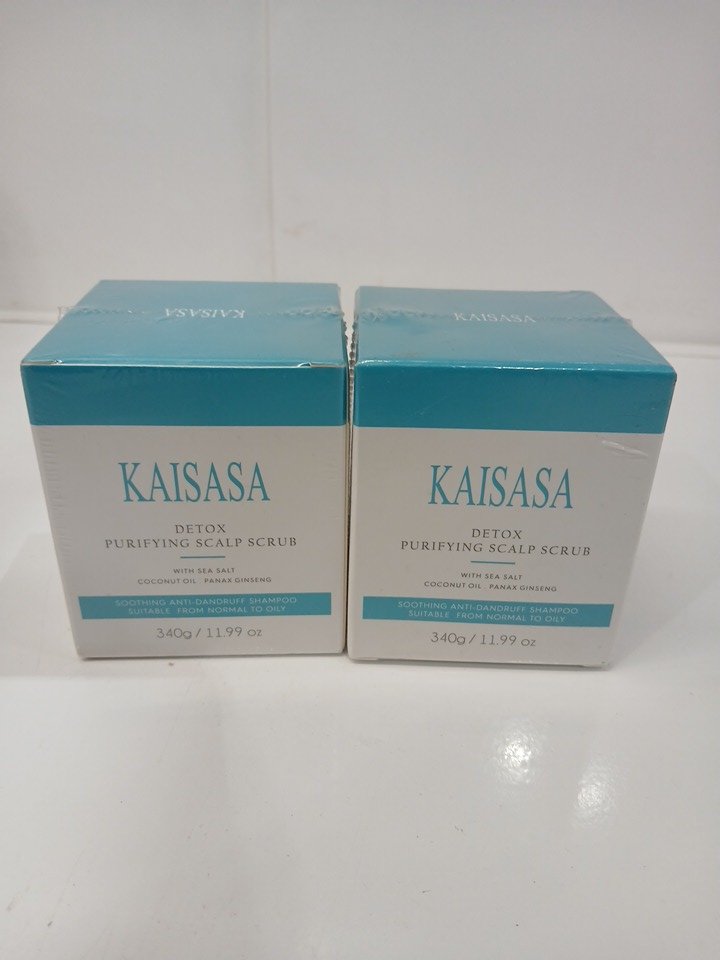 KAISASA
KAISASA
DETOX
PURIFYING SCALP SCRUB
WITH SEA SALT
COCONUT OIL . PANAX GINSENG
SOOTHING ANTI-DANDRUFF SHAMPOO
SUITABLE FROM NORMAL TO OILY
340g / 11.99 oz
KAISASA
KAISASA
DETOX
PURIFYING SCALP SCRUB
WITH SEA SALT
COCONUT OIL . PANAX GINSENG
SOOTHING ANTI-DANDRUFF SHAMPOO
SUITABLE FROM NORMAL TO OILY
340g / 11.99 oz